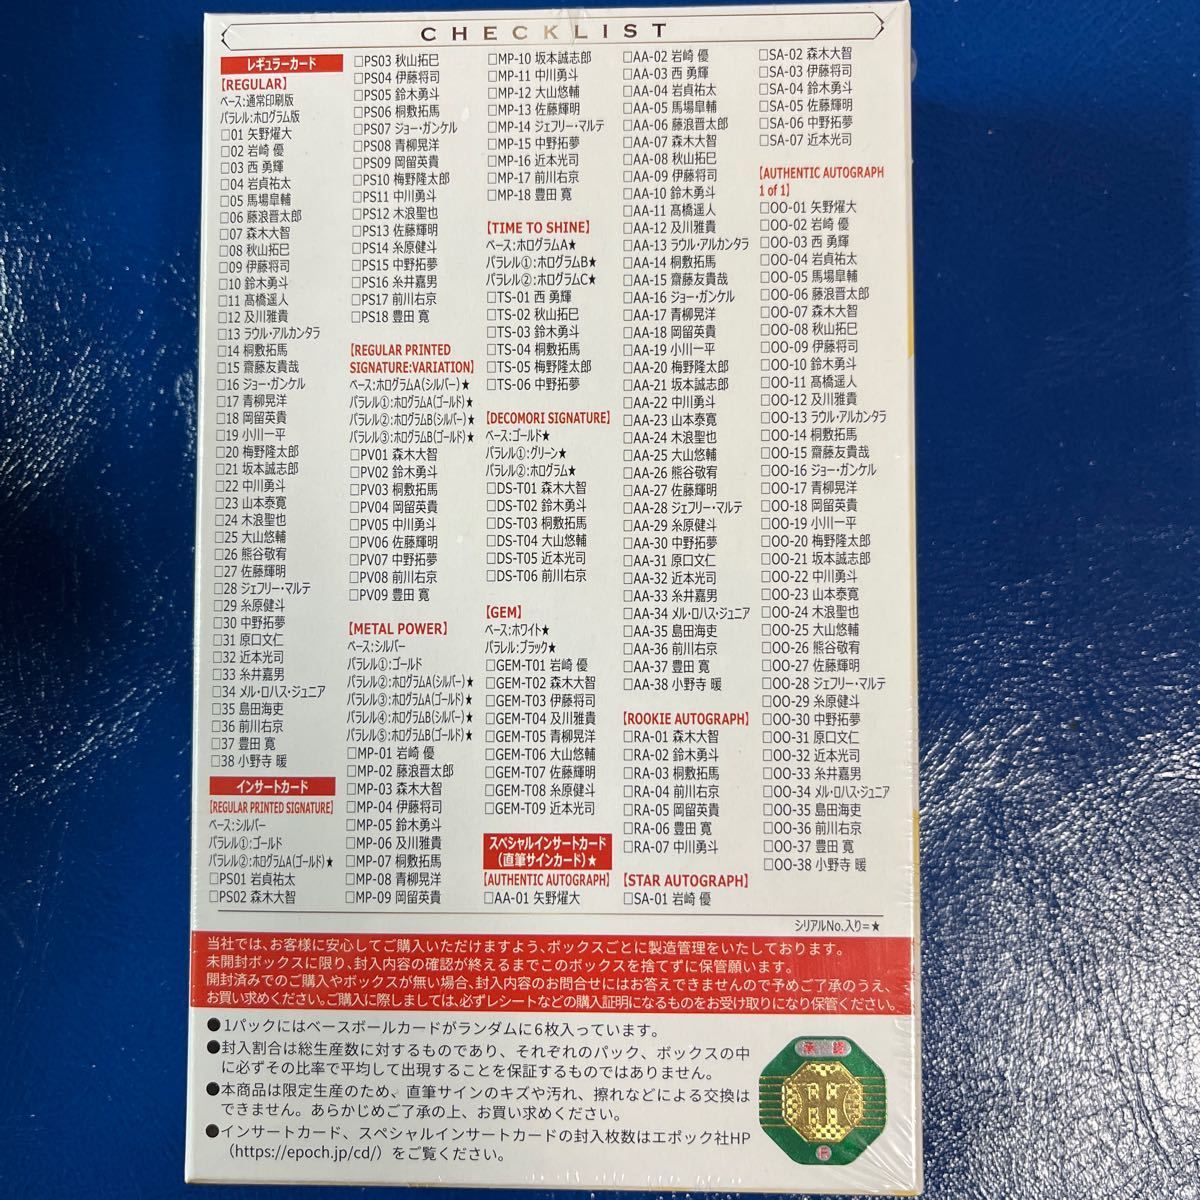 CHECKLIST
レギュラーカード
【REGULAR】
ベース:通常印刷版
パラレル:ホログラム版
□01 矢野燿大
□02 岩崎 優
□03 西 勇輝
□04 岩貞祐太
□05 馬場皐輔
□06 藤浪晋太郎
□07 森木大智
□08 秋山拓巳
□09 伊藤将司
□10 鈴木勇斗
□11 髙橋遥人
□12 及川雅貴
□13 ラウル・アルカンタラ
□14 桐敷拓馬
□15 齋藤友貴哉
□16 ジョー・ガンケル
□17 青柳晃洋
□18 岡留英貴
□19 小川一平
□20 梅野隆太郎
□21 坂本誠志郎
□22 中川勇斗
□23 山本泰寛
□24 木浪聖也
□25 大山悠輔
□26 熊谷敬宥
□27 佐藤輝明
□28 ジェフリー・マルテ
□29 糸原健斗
□30 中野拓夢
□31 原口文仁
□32 近本光司
□33 糸井嘉男
□34 メル・ロハス・ジュニア
□35 島田海吏
□36 前川右京
□37 豊田 寛
□38 小野寺 暖
インサートカード
【REGULAR PRINTED SIGNATURE】
ベース:シルバー
パラレル①:ゴールド
パラレル②:ホログラムA(ゴールド)★
□PS01 岩貞祐太
□PS02 森木大智
□PS03 秋山拓巳
□PS04 伊藤将司
□PS05 鈴木勇斗
□PS06 桐敷拓馬
□PS07 ジョー・ガンケル
□PS08 青柳晃洋
□PS09 岡留英貴
□PS10 梅野隆太郎
□PS11 中川勇斗
□PS12 木浪聖也
□PS13 佐藤輝明
□PS14 糸原健斗
□PS15 中野拓夢
□PS16 糸井嘉男
□PS17 前川右京
□PS18 豊田 寛
【REGULAR PRINTED
SIGNATURE:VARIATION】
ベース:ホログラムA(シルバー)★
パラレル①:ホログラムA(ゴールド)★
パラレル②:ホログラムB(シルバー)★
パラレル③:ホログラムB(ゴールド)★
□PV01 森木大智
□PV02 鈴木勇斗
□PV03 桐敷拓馬
□PV04 岡留英貴
□PV05 中川勇斗
□PV06 佐藤輝明
□PV07 中野拓夢
□PV08 前川右京
□PV09 豊田 寛
【METAL POWER】
ベース:シルバー
パラレル①:ゴールド
パラレル②:ホログラムA(シルバー)★
パラレル③:ホログラムA(ゴールド)★
パラレル④:ホログラムB(シルバー)★
パラレル⑤:ホログラムB(ゴールド)★
□MP-01 岩崎 優
□MP-02 藤浪晋太郎
□MP-03 森木大智
□MP-04 伊藤将司
□MP-05 鈴木勇斗
□MP-06 及川雅貴
□MP-07 桐敷拓馬
□MP-08 青柳晃洋
□MP-09 岡留英貴
□MP-10 坂本誠志郎
□MP-11 中川勇斗
□MP-12 大山悠輔
□MP-13 佐藤輝明
□MP-14 ジェフリー・マルテ
□MP-15 中野拓夢
□MP-16 近本光司
□MP-17 前川右京
□MP-18 豊田 寛
【TIME TO SHINE】
ベース:ホログラムA★
パラレル①:ホログラムB★
パラレル②:ホログラムC★
□TS-01 西 勇輝
□TS-02 秋山拓巳
□TS-03 鈴木勇斗
□TS-04 桐敷拓馬
□TS-05 梅野隆太郎
□TS-06 中野拓夢
【DECOMORI SIGNATURE】
ベース:ゴールド★
パラレル①:グリーン★
パラレル②:ホログラム★
□DS-T01 森木大智
□DS-T02 鈴木勇斗
□DS-T03 桐敷拓馬
□DS-T04 大山悠輔
□DS-T05 近本光司
□DS-T06 前川右京
【GEM】
ベース:ホワイト★
パラレル:ブラック★
□GEM-T01 岩崎 優
□GEM-T02 森木大智
□GEM-T03 伊藤将司
□GEM-T04 及川雅貴
□GEM-T05 青柳晃洋
□GEM-T06 大山悠輔
□GEM-T07 佐藤輝明
□GEM-T08 糸原健斗
□GEM-T09 近本光司
スペシャルインサートカード
(直筆サインカード)★
【AUTHENTIC AUTOGRAPH】
□AA-01 矢野燿大
□AA-02 岩崎 優
□AA-03 西 勇輝
□AA-04 岩貞祐太
□AA-05 馬場皐輔
□AA-06 藤浪晋太郎
□AA-07 森木大智
□AA-08 秋山拓巳
□AA-09 伊藤将司
□AA-10 鈴木勇斗
□AA-11 髙橋遥人
□AA-12 及川雅貴
□AA-13 ラウル・アルカンタラ
□AA-14 桐敷拓馬
□AA-15 齋藤友貴哉
□AA-16 ジョー・ガンケル
□AA-17 青柳晃洋
□AA-18 岡留英貴
□AA-19 小川一平
□AA-20 梅野隆太郎
□AA-21 坂本誠志郎
□AA-22 中川勇斗
□AA-23 山本泰寛
□AA-24 木浪聖也
□AA-25 大山悠輔
□AA-26 熊谷敬宥
□AA-27 佐藤輝明
□AA-28 ジェフリー・マルテ
□AA-29 糸原健斗
□AA-30 中野拓夢
□AA-31 原口文仁
□AA-32 近本光司
□AA-33 糸井嘉男
□AA-34 メル・ロハス・ジュニア
□AA-35 島田海吏
□AA-36 前川右京
□AA-37 豊田 寛
□AA-38 小野寺 暖
【ROOKIE AUTOGRAPH】
□RA-01 森木大智
□RA-02 鈴木勇斗
□RA-03 桐敷拓馬
□RA-04 前川右京
□RA-05 岡留英貴
□RA-06 豊田 寛
□RA-07 中川勇斗
【STAR AUTOGRAPH】
□SA-01 岩崎 優
□SA-02 森木大智
□SA-03 伊藤将司
□SA-04 鈴木勇斗
□SA-05 佐藤輝明
□SA-06 中野拓夢
□SA-07 近本光司
【AUTHENTIC AUTOGRAPH
1 of 1】
□OO-01 矢野燿大
□OO-02 岩崎 優
□OO-03 西 勇輝
□OO-04 岩貞祐太
□OO-05 馬場皐輔
□OO-06 藤浪晋太郎
□OO-07 森木大智
□OO-08 秋山拓巳
□OO-09 伊藤将司
□OO-10 鈴木勇斗
□OO-11 髙橋遥人
□OO-12 及川雅貴
□OO-13 ラウル・アルカンタラ
□OO-14 桐敷拓馬
□OO-15 齋藤友貴哉
□OO-16 ジョー・ガンケル
□OO-17 青柳晃洋
□OO-18 岡留英貴
□OO-19 小川一平
□OO-20 梅野隆太郎
□OO-21 坂本誠志郎
□OO-22 中川勇斗
□OO-23 山本泰寛
□OO-24 木浪聖也
□OO-25 大山悠輔
□OO-26 熊谷敬宥
□OO-27 佐藤輝明
□OO-28 ジェフリー・マルテ
□OO-29 糸原健斗
□OO-30 中野拓夢
□OO-31 原口文仁
□OO-32 近本光司
□OO-33 糸井嘉男
□OO-34 メル・ロハス・ジュニア
□OO-35 島田海吏
□OO-36 前川右京
□OO-37 豊田 寛
□OO-38 小野寺 暖
シリアルNo.入り=★
当社では、お客様に安心してご購入いただけますよう、ボックスごとに製造管理をいたしております。
未開封ボックスに限り、封入内容の確認が終えるまでこのボックスを捨てずに保管願います。
開封済みでのご購入やボックスが無い場合、封入内容のお問合せにはお答えできませんので予めご了承のうえ、
お買い求めください。ご購入に際しましては、必ずレシートなどの購入証明になるものをお受け取りになり保管ください。
●1パックにはベースボールカードがランダムに6枚入っています。
●封入割合は総生産数に対するものであり、それぞれのパック、ボックスの中
に必ずその比率で平均して出現することを保証するものではありません。
●本商品は限定生産のため、直筆サインのキズや汚れ、擦れなどによる交換は
できません。あらかじめご了承の上、お買い求めください。
●インサートカード、スペシャルインサートカードの封入枚数はエポック社HP
(https://epoch.jp/cd/)をご覧ください。
承認
HT